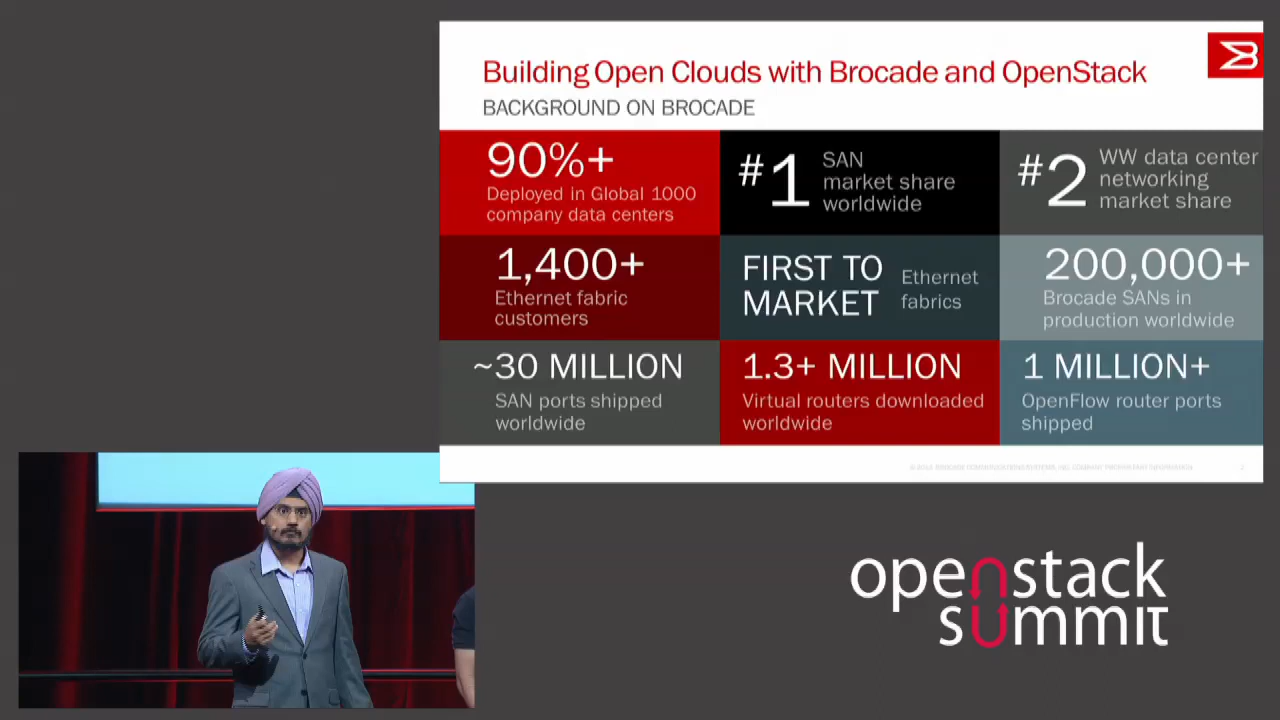 Building Open Clouds with Brocade and OpenStack
BACKGROUND ON BROCADE
90%+
Deployed in Global 1000
company data centers
#1
SAN
market share
worldwide
#2
WW data center
networking
market share
1,400+
Ethernet fabric
customers
FIRST TO
MARKET
Ethernet
fabrics
200,000+
Brocade SANs in
production worldwide
~30 MILLION
SAN ports shipped
worldwide
1.3+ MILLION
Virtual routers downloaded
worldwide
1 MILLION+
OpenFlow router ports
shipped
openstack
summit